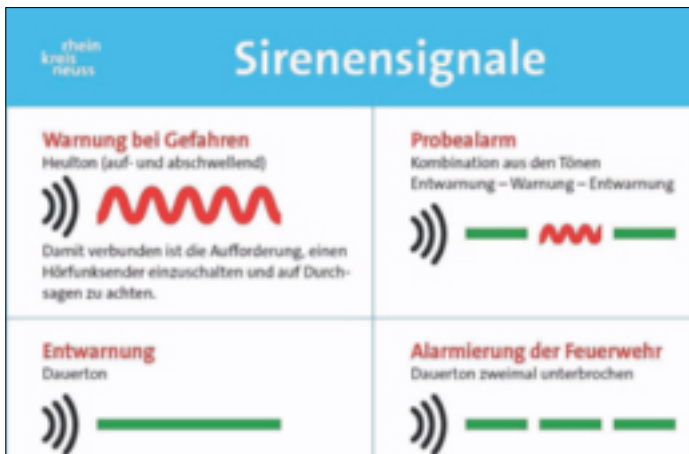 rhein
kreis
neuss
Sirenensignale
Warnung bei Gefahren
Heulton (auf- und abschwellend)
Damit verbunden ist die Aufforderung, einen
Hörfunksender einzuschalten und auf Durch-
sagen zu achten.
Probealarm
Kombination aus den Tönen
Entwarnung – Warnung – Entwarnung
Entwarnung
Dauerton
Alarmierung der Feuerwehr
Dauerton zweimal unterbrochen